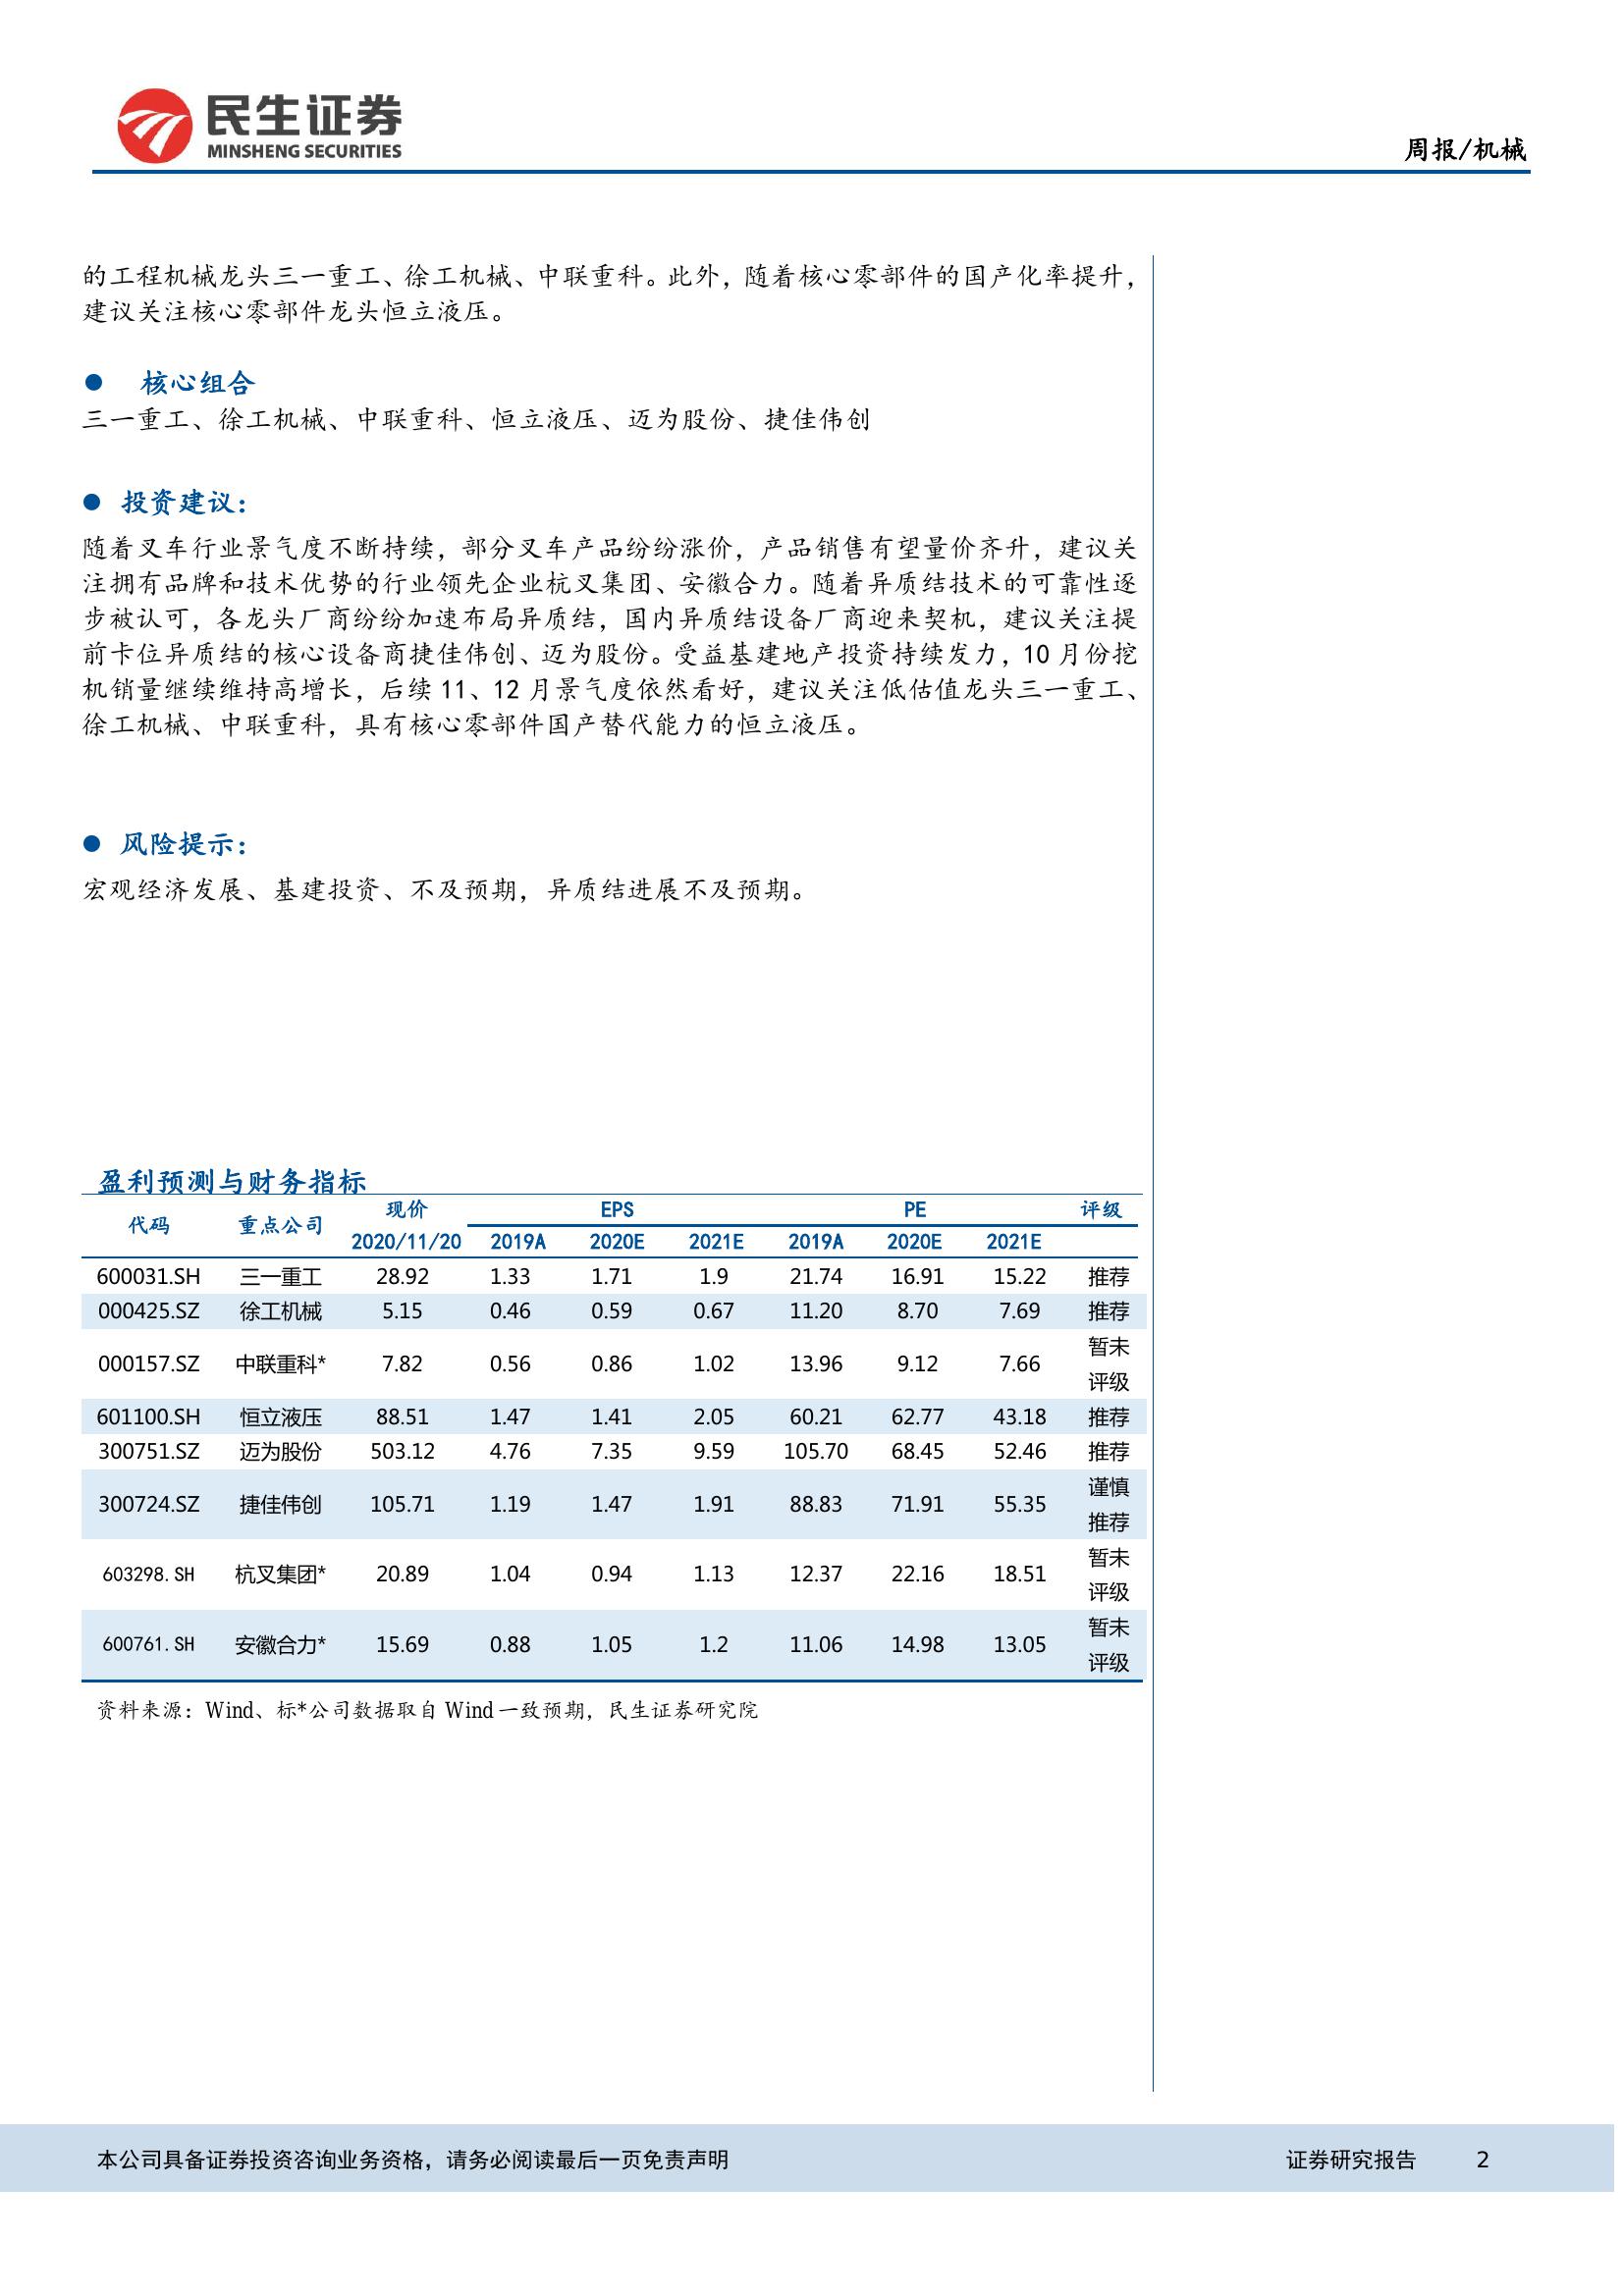 民生证券
MINSHENG SECURITIES
周报/机械
的工程机械龙头三一重工、徐工机械、中联重科。此外，随着核心零部件的国产化率提升，
建议关注核心零部件龙头恒立液压。
● 核心组合
三一重工、徐工机械、中联重科、恒立液压、迈为股份、捷佳伟创
● 投资建议：
随着叉车行业景气度不断持续，部分叉车产品纷纷涨价，产品销售有望量价齐升，建议关
注拥有品牌和技术优势的行业领先企业杭叉集团、安徽合力。随着异质结技术的可靠性逐
步被认可，各龙头厂商纷纷加速布局异质结，国内异质结设备厂商迎来契机，建议关注提
前卡位异质结的核心设备商捷佳伟创、迈为股份。受益基建地产投资持续发力，10 月份挖
机销量继续维持高增长，后续 11、12 月景气度依然看好，建议关注低估值龙头三一重工、
徐工机械、中联重科，具有核心零部件国产替代能力的恒立液压。
● 风险提示：
宏观经济发展、基建投资、不及预期，异质结进展不及预期。
盈利预测与财务指标
代码 重点公司 现价 EPS PE 评级
2020/11/20 2019A 2020E 2021E 2019A 2020E 2021E
600031.SH 三一重工 28.92 1.33 1.71 1.9 21.74 16.91 15.22 推荐
000425.SZ 徐工机械 5.15 0.46 0.59 0.67 11.20 8.70 7.69 推荐
000157.SZ 中联重科* 7.82 0.56 0.86 1.02 13.96 9.12 7.66 暂未
评级
601100.SH 恒立液压 88.51 1.47 1.41 2.05 60.21 62.77 43.18 推荐
300751.SZ 迈为股份 503.12 4.76 7.35 9.59 105.70 68.45 52.46 推荐
300724.SZ 捷佳伟创 105.71 1.19 1.47 1.91 88.83 71.91 55.35 谨慎
推荐
603298.SH 杭叉集团* 20.89 1.04 0.94 1.13 12.37 22.16 18.51 暂未
评级
600761.SH 安徽合力* 15.69 0.88 1.05 1.2 11.06 14.98 13.05 暂未
评级
资料来源：Wind、标*公司数据取自 Wind 一致预期，民生证券研究院
本公司具备证券投资咨询业务资格，请务必阅读最后一页免责声明 证券研究报告 2